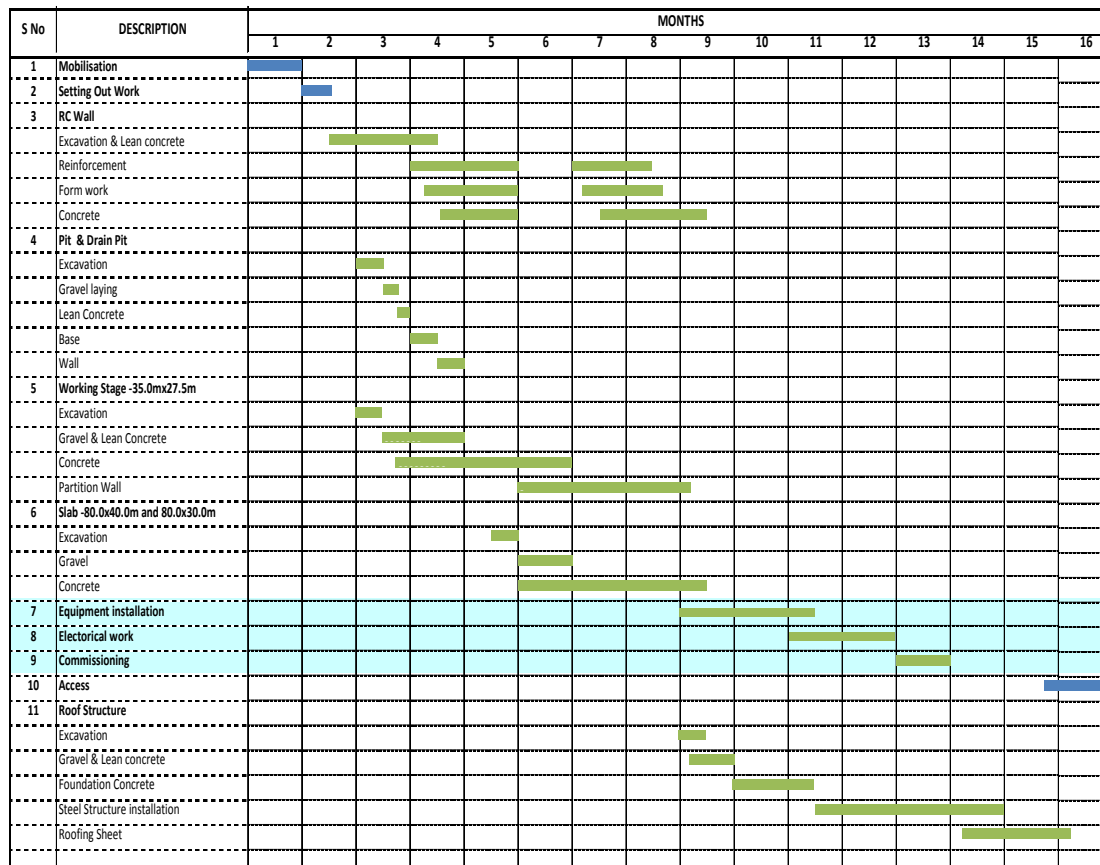 MONTHS
S No DESCRIPTION
1 2 3 4 5 6 7 8 9 10 11 12 13 14 15 16
1 Mobilisation
2 Setting Out Work
3 RC Wall
Excavation & Lean concrete
Reinforcement
Form work
Concrete
4 Pit & Drain Pit
Excavation
Gravel laying
Lean Concrete
Base
Wall
5 Working Stage -35.0mx27.5m
Excavation
Gravel & Lean Concrete
Concrete
Partition Wall
6 Slab -80.0x40.0m and 80.0x30.0m
Excavation
Gravel
Concrete
7 Equipment installation
8 Electorical work
9 Commissioning
10 Access
11 Roof Structure
Excavation
Gravel & Lean concrete
Foundation Concrete
Steel Structure installation
Roofing Sheet